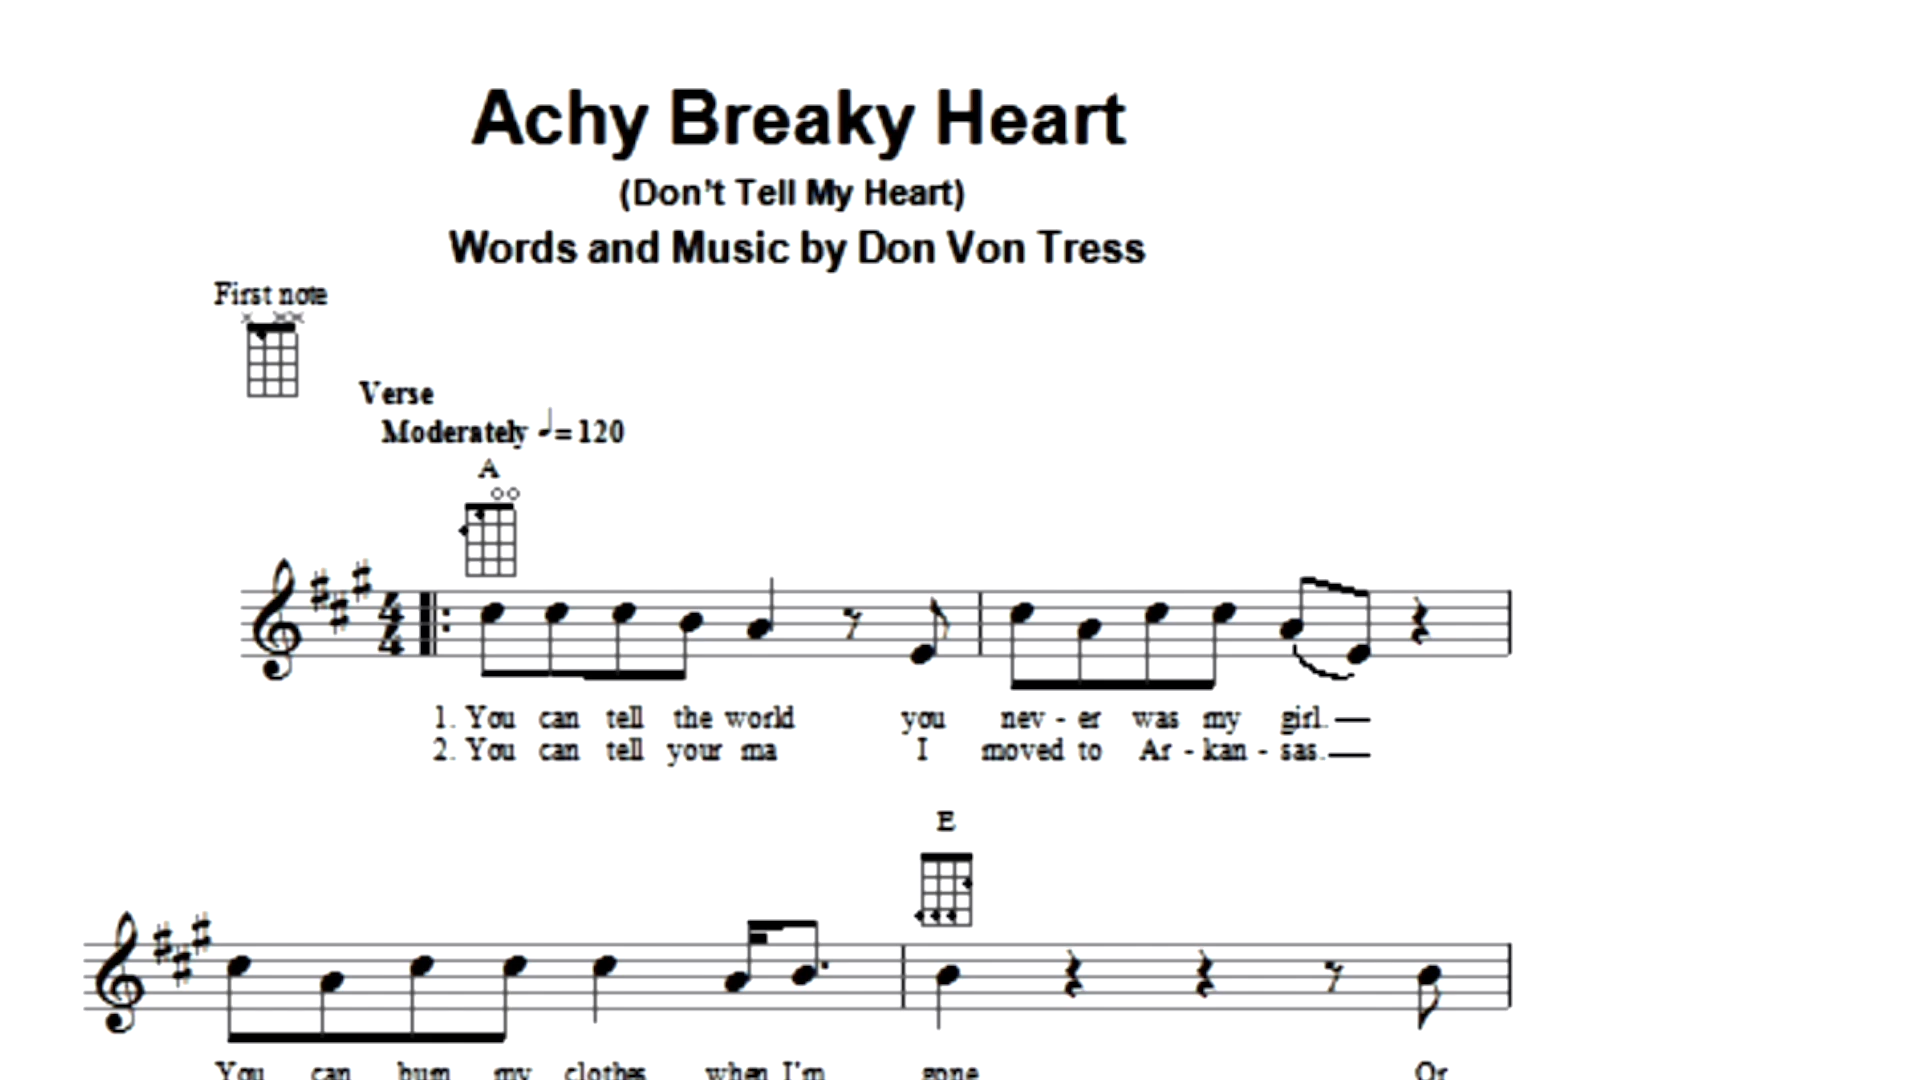 Achy Breaky Heart
(Don't Tell My Heart)
Words and Music by Don Von Tress
First note
Verse
Moderately = 120
A
1. You can tell the world you nev - er was my girl.
2. You can tell your ma I moved to Ar - kan - sas.
E
You can burn my clothes when I'm gone Or